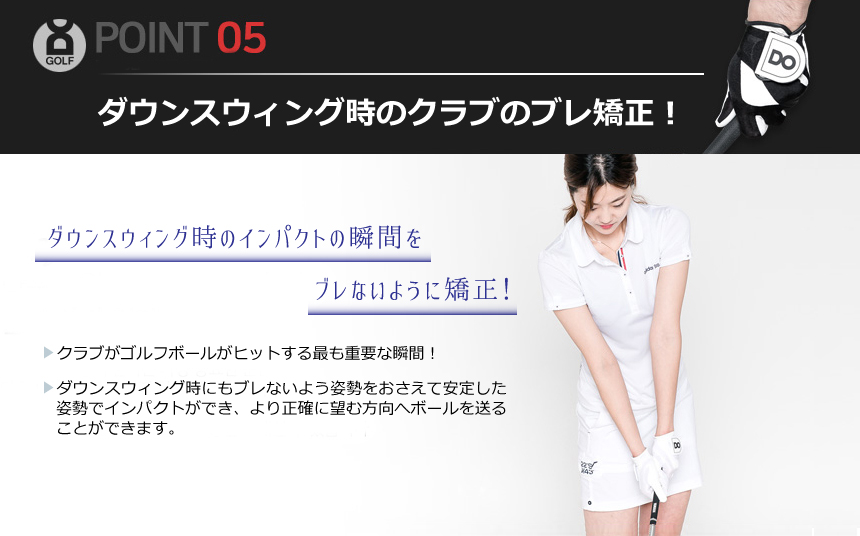 DO GOLF
POINT 05
DO
ダウンスウィング時のクラブのブレ矯正！
ダウンスウィング時のインパクトの瞬間を
ブレないように矯正!
クラブがゴルフボールがヒットする最も重要な瞬間！
ダウンスウィング時にもブレないよう姿勢をおさえて安定した
姿勢でインパクトができ、より正確に望む方向へボールを送る
ことができます。
DO